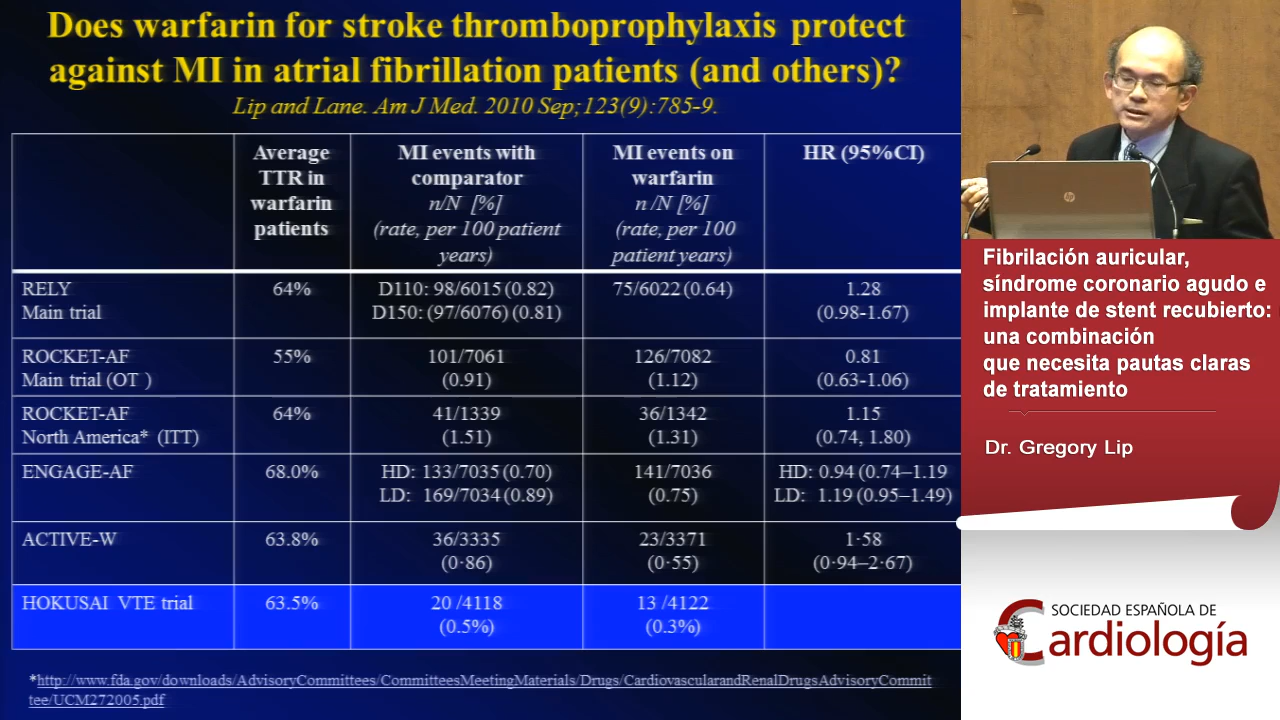 Does warfarin for stroke thromboprophylaxis protect
against MI in atrial fibrillation patients (and others)?
Lip and Lane. Am J Med. 2010 Sep;123(9):785-9.
Average
TTR in
warfarin
patients
MI events with
comparator
n/N [%]
(rate, per 100 patient
years)
MI events on
warfarin
n /N [%]
(rate, per 100
patient years)
HR (95%CI)
RELY
Main trial
64%
D110: 98/6015 (0.82)
D150: (97/6076) (0.81)
75/6022 (0.64)
1.28
(0.98-1.67)
ROCKET-AF
Main trial (OT )
55%
101/7061
(0.91)
126/7082
(1.12)
0.81
(0.63-1.06)
ROCKET-AF
North America* (ITT)
64%
41/1339
(1.51)
36/1342
(1.31)
1.15
(0.74, 1.80)
ENGAGE-AF
68.0%
HD: 133/7035 (0.70)
LD: 169/7034 (0.89)
141/7036
(0.75)
HD: 0.94 (0.74–1.19
LD: 1.19 (0.95–1.49)
ACTIVE-W
63.8%
36/3335
(0·86)
23/3371
(0·55)
1·58
(0·94–2·67)
HOKUSAI VTE trial
63.5%
20 /4118
(0.5%)
13 /4122
(0.3%)
*http://www.fda.gov/downloads/AdvisoryCommittees/CommitteesMeetingMaterials/Drugs/CardiovascularandRenalDrugsAdvisoryCommit
tee/UCM272005.pdf
hp
Fibrilación auricular,
síndrome coronario agudo e
implante de stent recubierto:
una combinación
que necesita pautas claras
de tratamiento
Dr. Gregory Lip
SOCIEDAD ESPAÑOLA DE
Cardiología